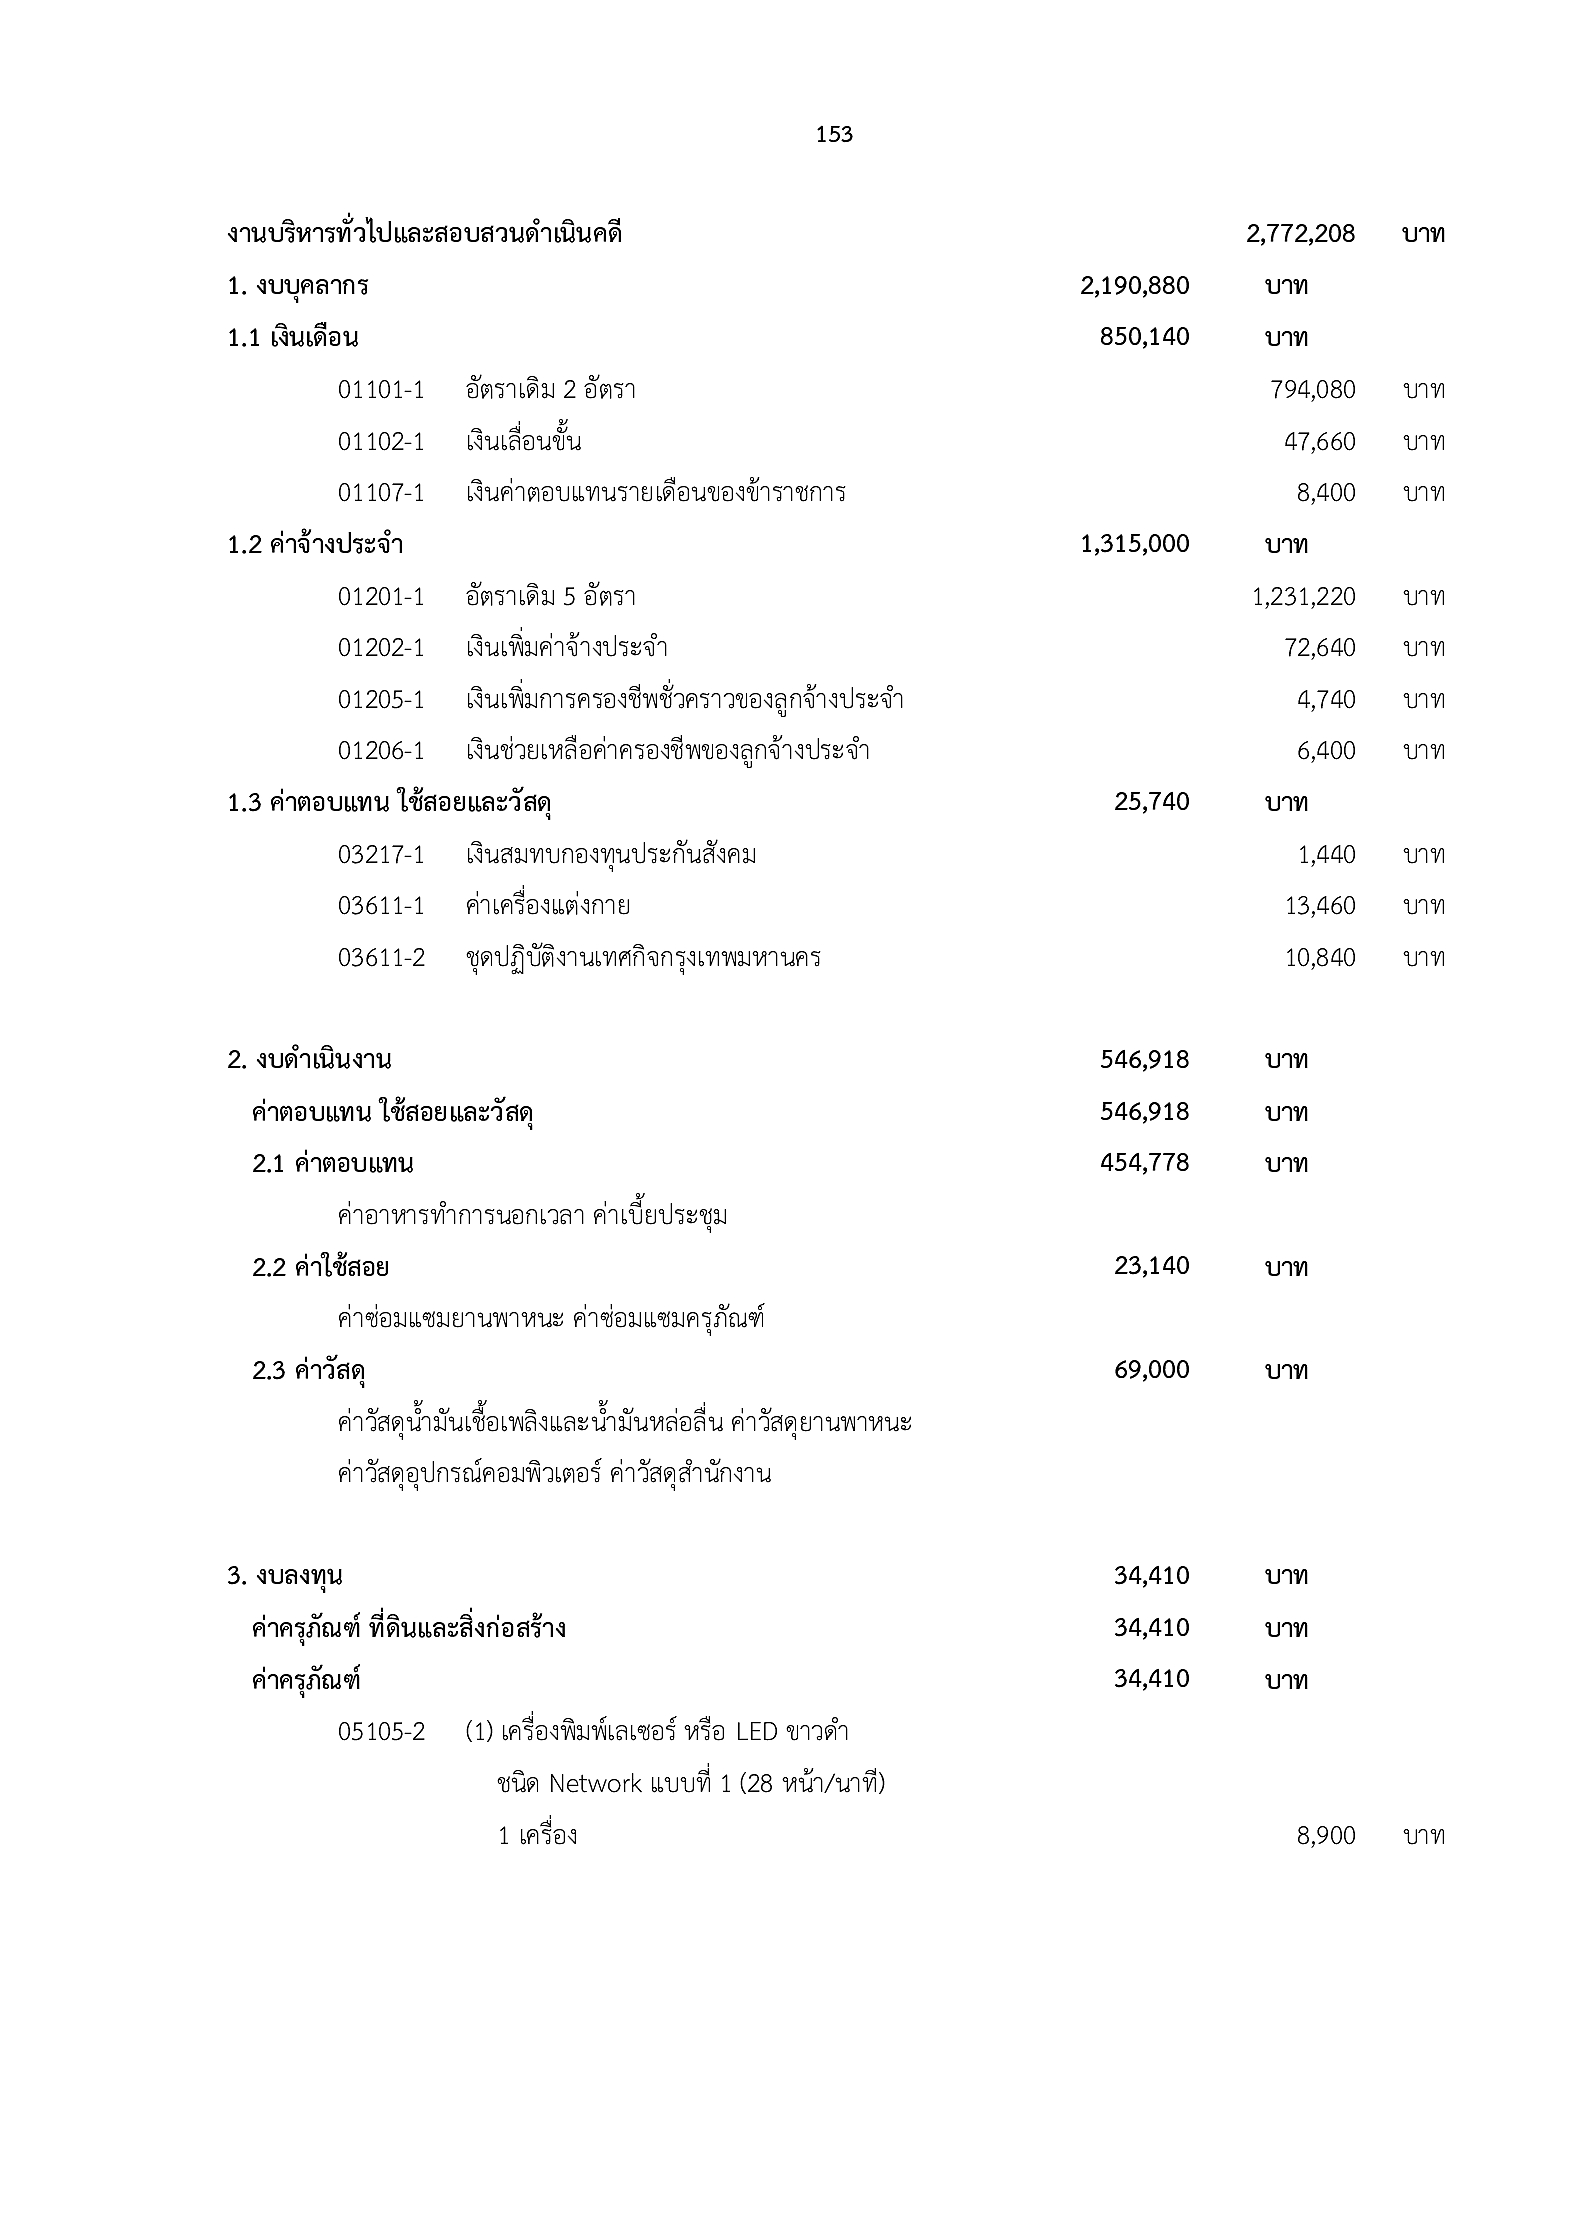 153
งานบริหารทั่วไปและสอบสวนดำเนินคดี 2,772,208 บาท
1. งบบุคลากร 2,190,880 บาท
1.1 เงินเดือน 850,140 บาท
01101-1 อัตราเดิม 2 อัตรา 794,080 บาท
01102-1 เงินเลื่อนขั้น 47,660 บาท
01107-1 เงินค่าตอบแทนรายเดือนของข้าราชการ 8,400 บาท
1.2 ค่าจ้างประจำ 1,315,000 บาท
01201-1 อัตราเดิม 5 อัตรา 1,231,220 บาท
01202-1 เงินเพิ่มค่าจ้างประจำ 72,640 บาท
01205-1 เงินเพิ่มการครองชีพชั่วคราวของลูกจ้างประจำ 4,740 บาท
01206-1 เงินช่วยเหลือค่าครองชีพของลูกจ้างประจำ 6,400 บาท
1.3 ค่าตอบแทน ใช้สอยและวัสดุ 25,740 บาท
03217-1 เงินสมทบกองทุนประกันสังคม 1,440 บาท
03611-1 ค่าเครื่องแต่งกาย 13,460 บาท
03611-2 ชุดปฏิบัติงานเทศกิจกรุงเทพมหานคร 10,840 บาท
2. งบดำเนินงาน 546,918 บาท
ค่าตอบแทน ใช้สอยและวัสดุ 546,918 บาท
2.1 ค่าตอบแทน 454,778 บาท
ค่าอาหารทำการนอกเวลา ค่าเบี้ยประชุม
2.2 ค่าใช้สอย 23,140 บาท
ค่าซ่อมแซมยานพาหนะ ค่าซ่อมแซมครุภัณฑ์
2.3 ค่าวัสดุ 69,000 บาท
ค่าวัสดุน้ำมันเชื้อเพลิงและน้ำมันหล่อลื่น ค่าวัสดุยานพาหนะ
ค่าวัสดุอุปกรณ์คอมพิวเตอร์ ค่าวัสดุสำนักงาน
3. งบลงทุน 34,410 บาท
ค่าครุภัณฑ์ ที่ดินและสิ่งก่อสร้าง 34,410 บาท
ค่าครุภัณฑ์ 34,410 บาท
05105-2 (1) เครื่องพิมพ์เลเซอร์ หรือ LED ขาวดำ
ชนิด Network แบบที่ 1 (28 หน้า/นาที)
1 เครื่อง 8,900 บาท